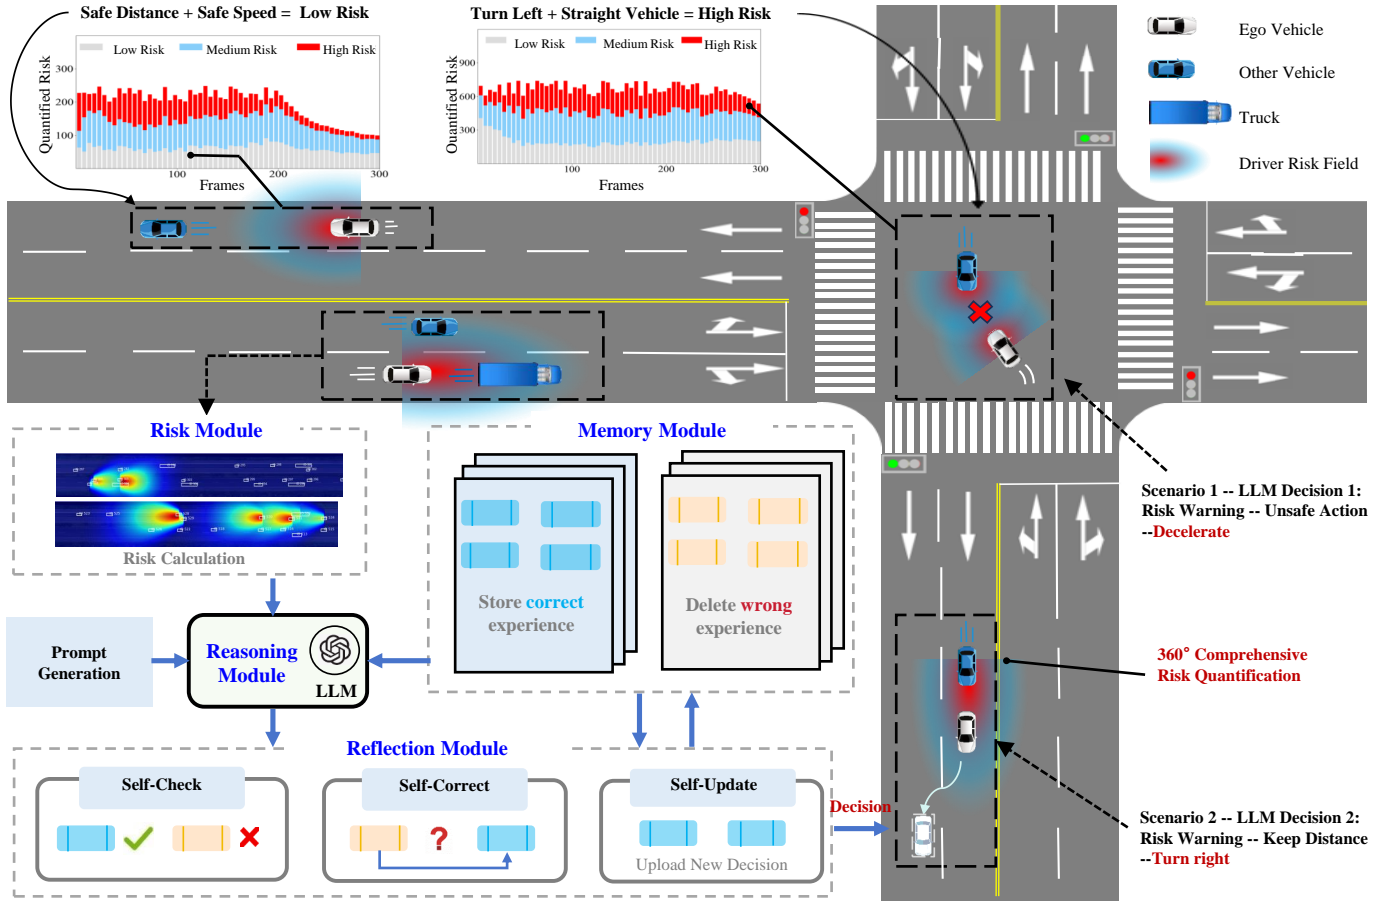 Safe Distance + Safe Speed = Low Risk
Turn Left + Straight Vehicle = High Risk
Low Risk
Medium Risk
High Risk
Quantified Risk
300
200
100
100
200
300
Frames
Low Risk
Medium Risk
High Risk
Quantified Risk
900
600
300
100
200
300
Frames
Ego Vehicle
Other Vehicle
Truck
Driver Risk Field
Risk Module
Risk Calculation
Memory Module
Store correct
experience
Delete wrong
experience
Prompt
Generation
Reasoning
Module
LLM
Reflection Module
Self-Check
Self-Correct
?
Self-Update
Upload New Decision
Decision
Scenario 1 -- LLM Decision 1:
Risk Warning -- Unsafe Action
--Decelerate
360° Comprehensive
Risk Quantification
Scenario 2 -- LLM Decision 2:
Risk Warning -- Keep Distance
--Turn right